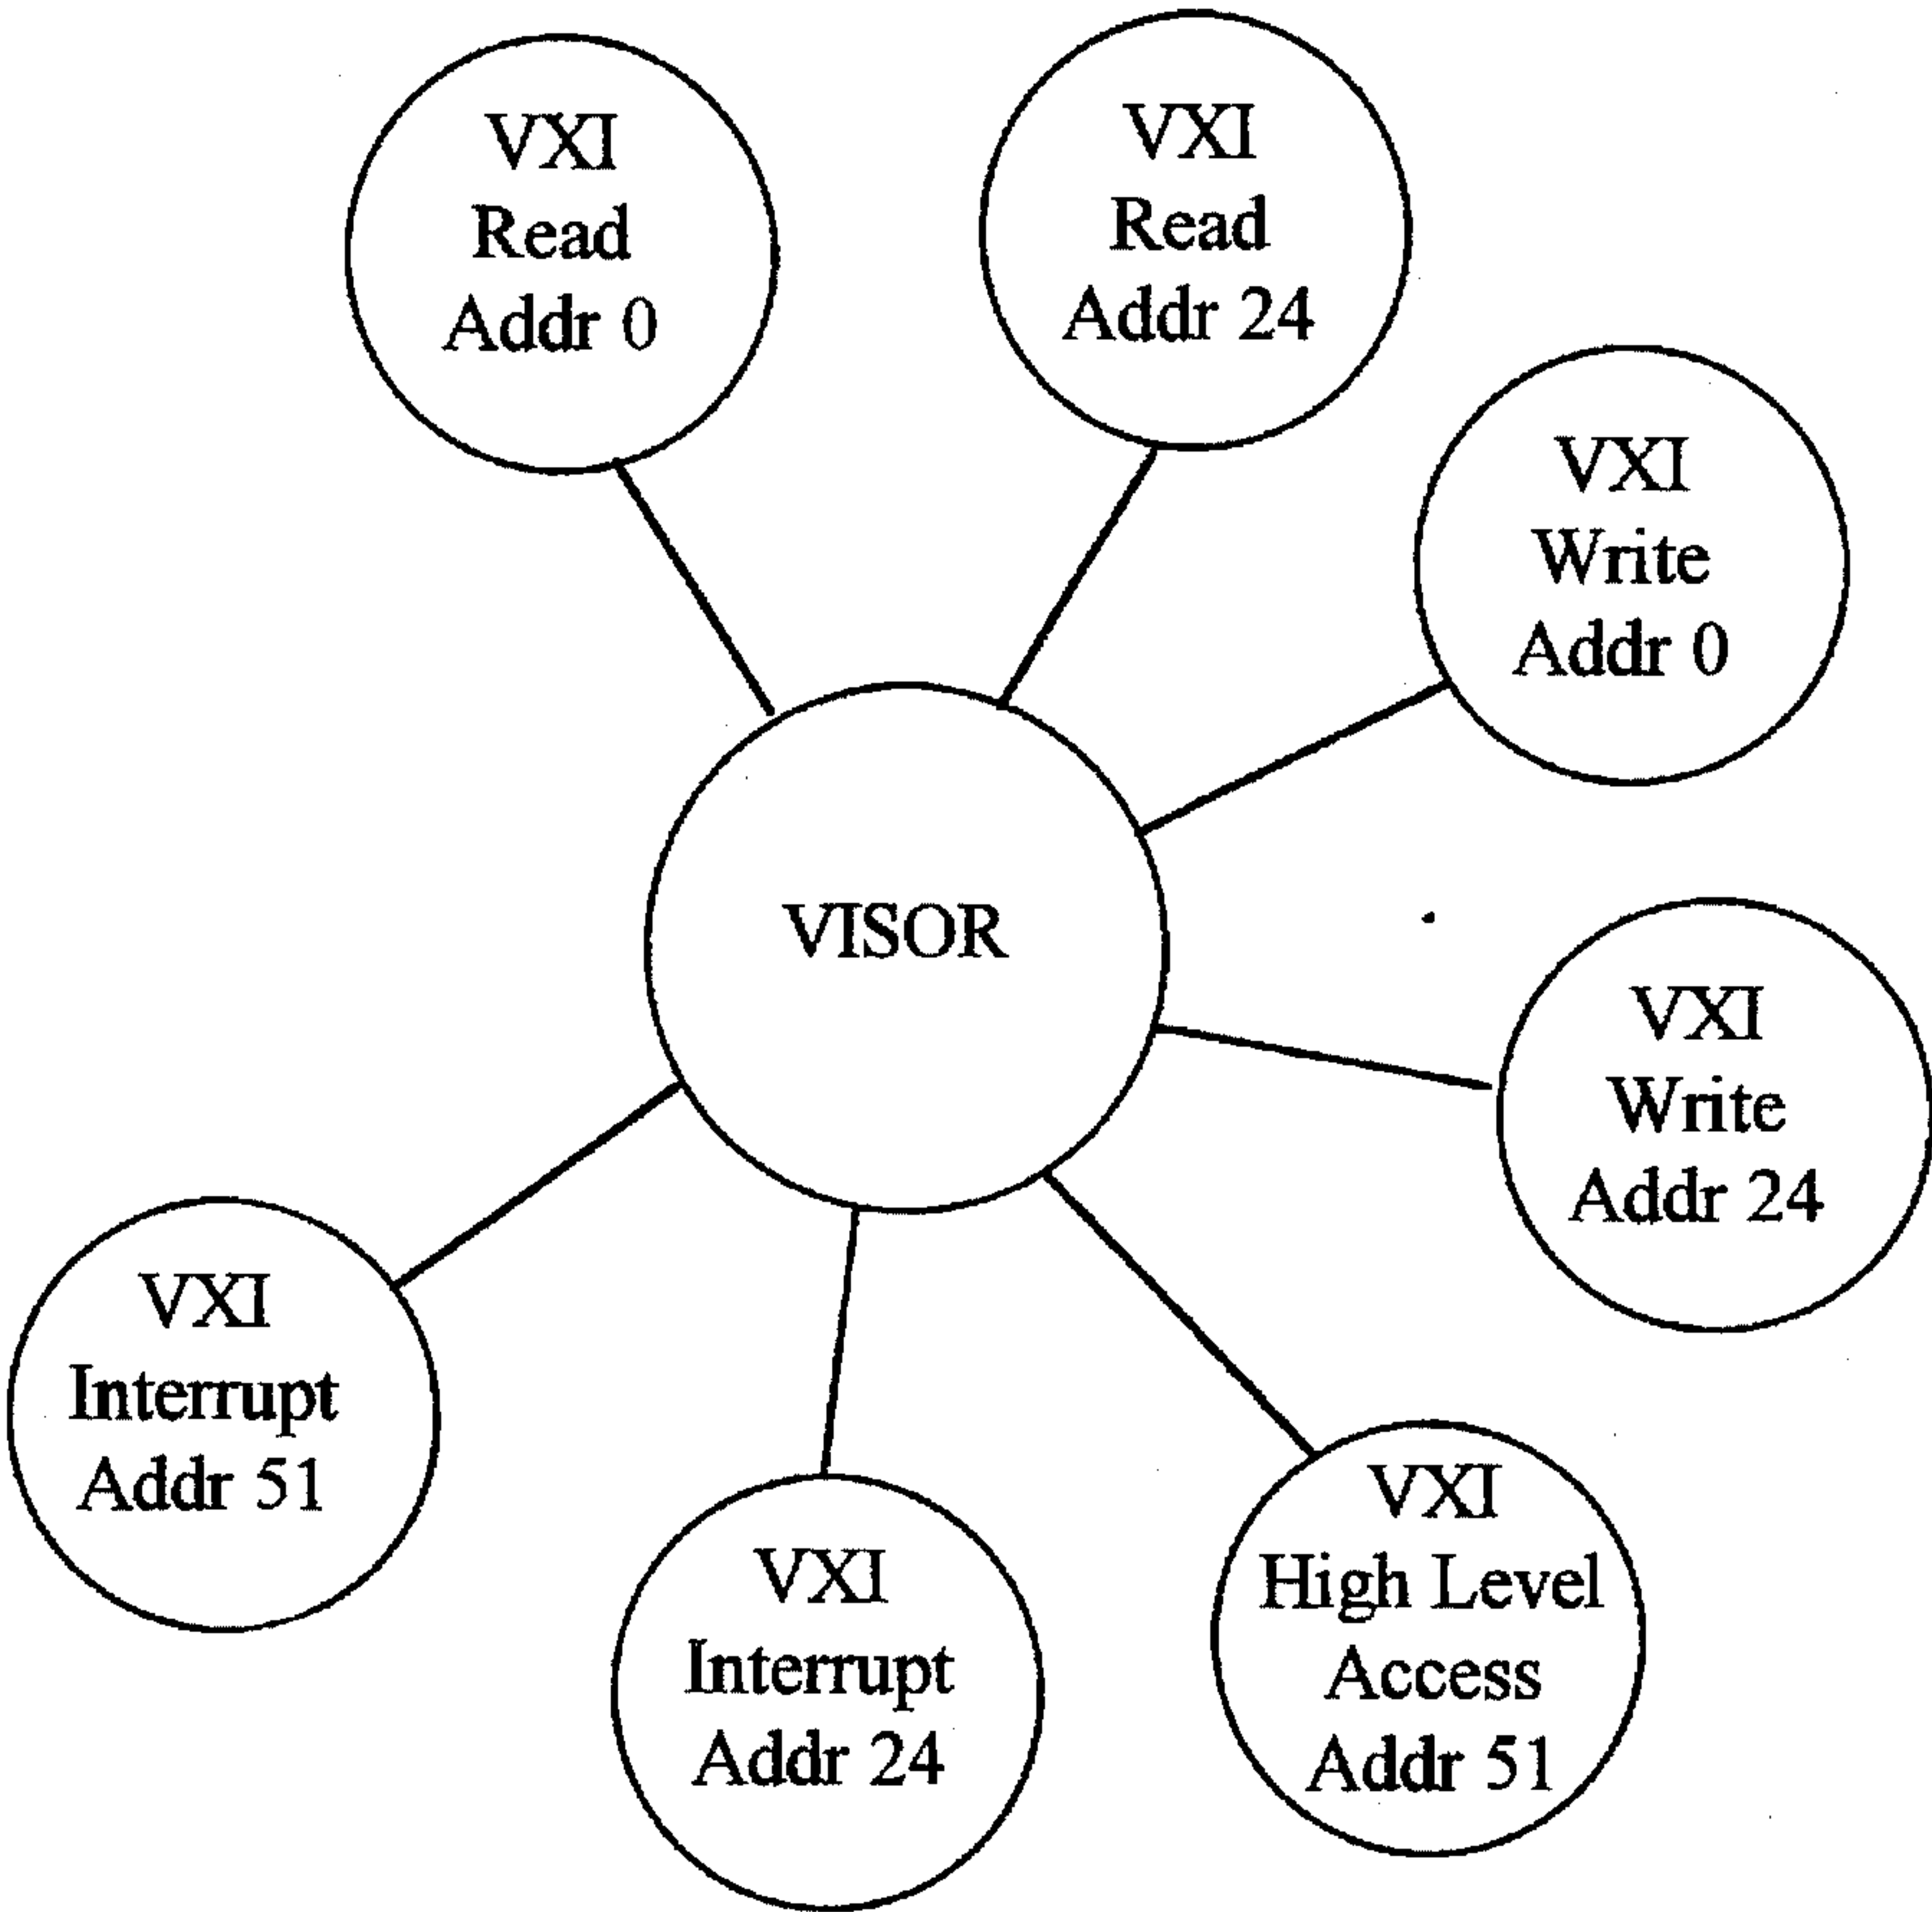 VXI
Read
Addr 0
VXI
Read
Addr 24
VXI
Write
Addr 0
VISOR
VXI
Write
Addr 24
VXI
Interrupt
Addr 51
VXI
Interrupt
Addr 24
VXI
High Level
Access
Addr 51